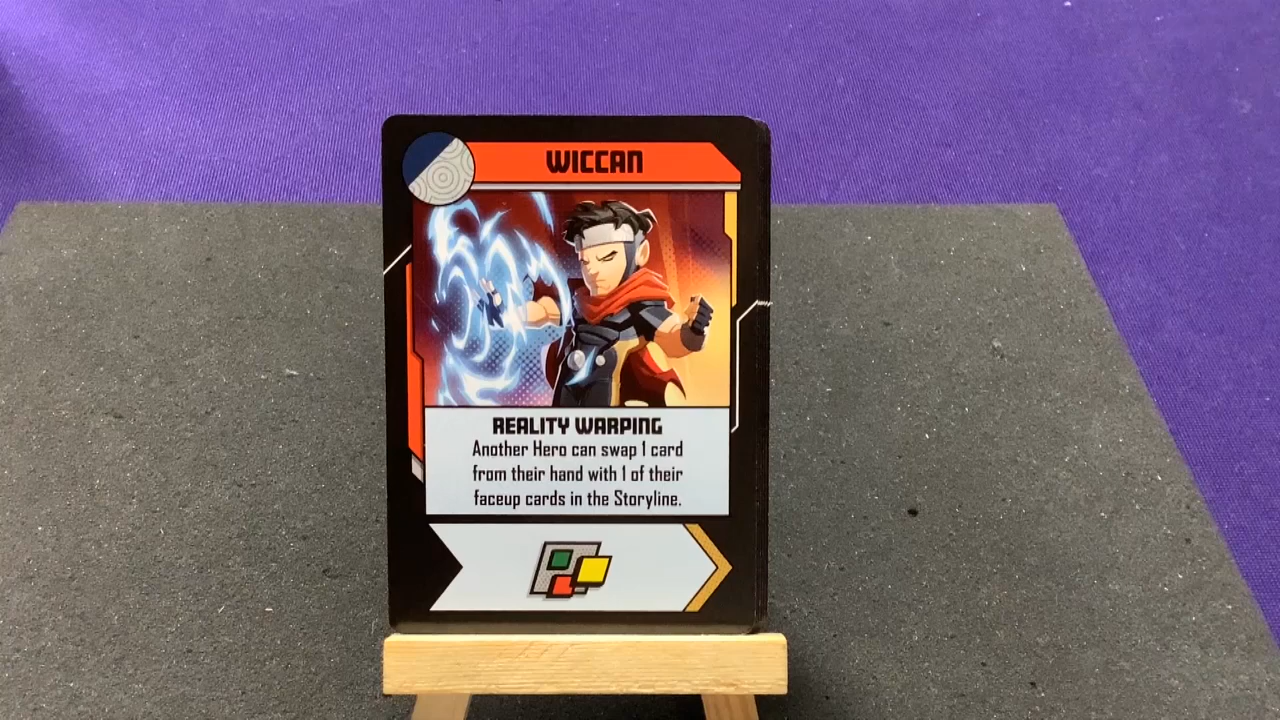 WICCAN
REALITY WARPING
Another Hero can swap 1 card
from their hand with 1 of their
faceup cards in the Storyline.